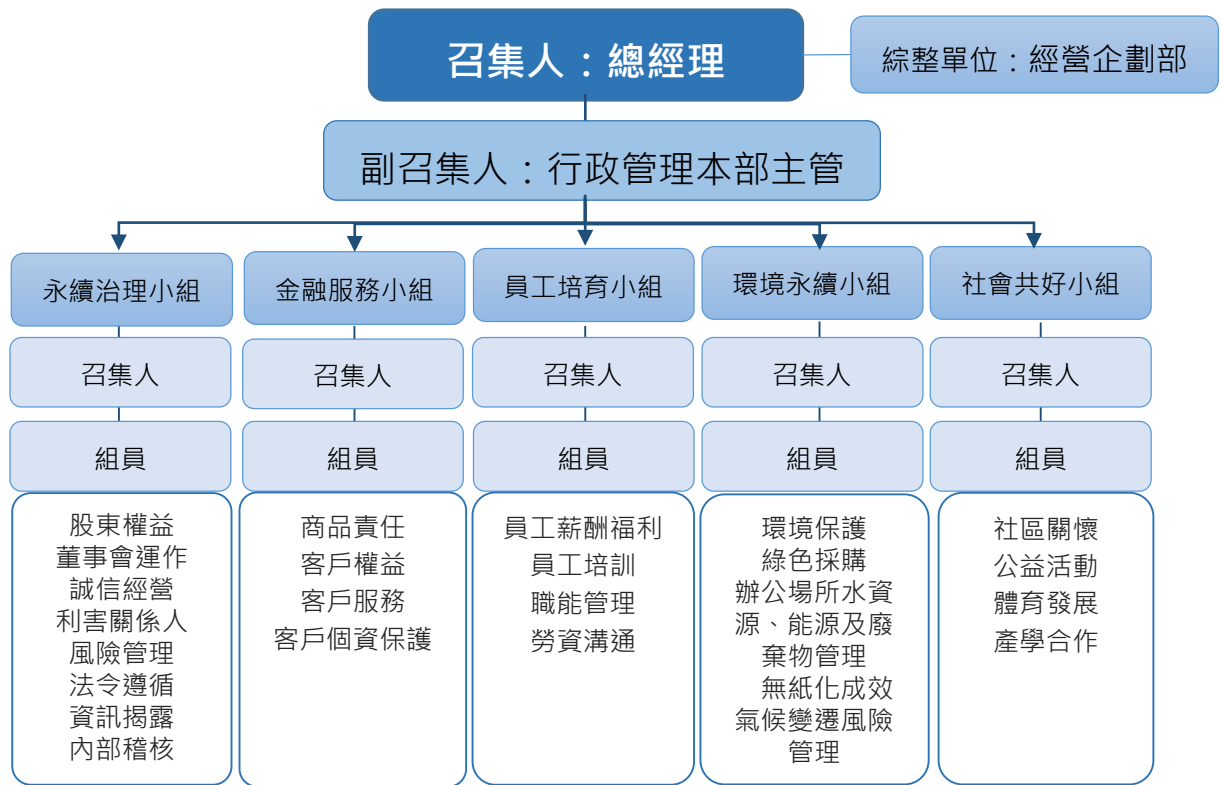 召集人：總經理
綜整單位：經營企劃部
副召集人：行政管理本部主管
永續治理小組
召集人
組員
股東權益
董事會運作
誠信經營
利害關係人
風險管理
法令遵循
資訊揭露
內部稽核
金融服務小組
召集人
組員
商品責任
客戶權益
客戶服務
客戶個資保護
員工培育小組
召集人
組員
員工薪酬福利
員工培訓
職能管理
勞資溝通
環境永續小組
召集人
組員
環境保護
綠色採購
辦公場所水資
源、能源及廢
棄物管理
無紙化成效
氣候變遷風險
管理
社會共好小組
召集人
組員
社區關懷
公益活動
體育發展
產學合作